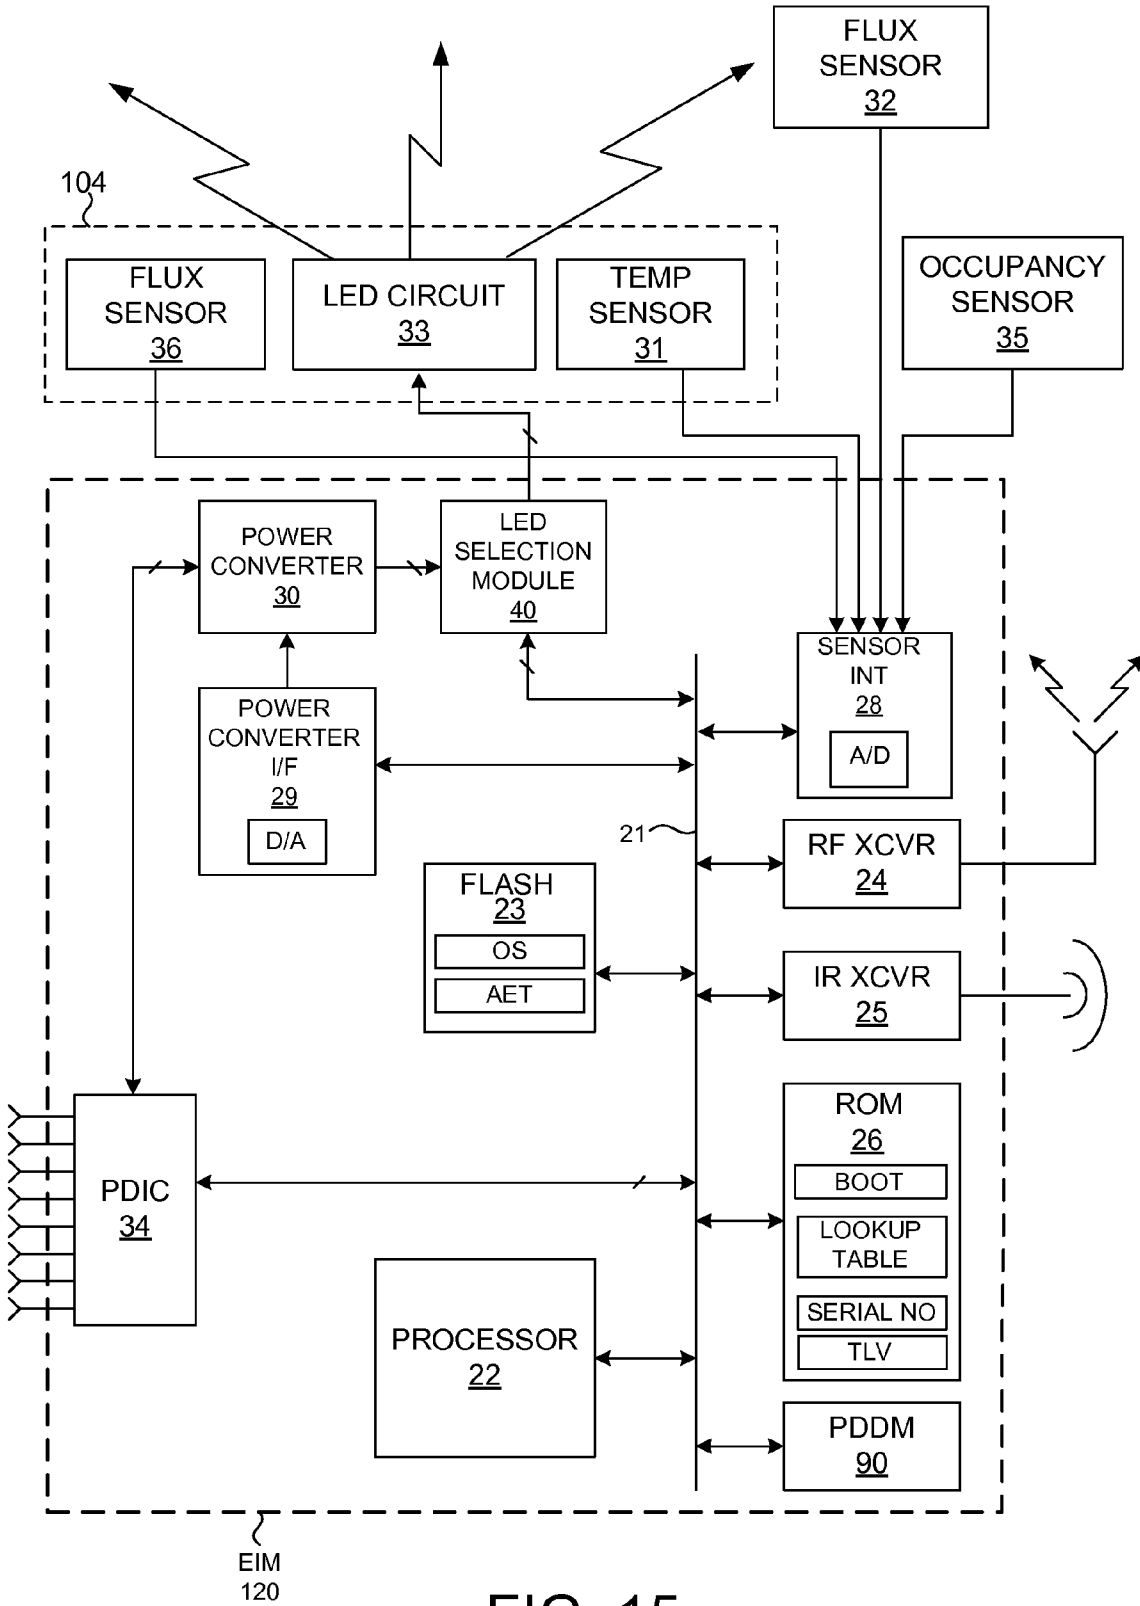 FLUX
SENSOR
32
104
FLUX
SENSOR
36
LED CIRCUIT
33
TEMP
SENSOR
31
OCCUPANCY
SENSOR
35
POWER
CONVERTER
30
LED
SELECTION
MODULE
40
SENSOR
INT
28
A/D
POWER
CONVERTER
I/F
29
D/A
21
RF XCVR
24
FLASH
23
OS
AET
IR XCVR
25
ROM
26
BOOT
LOOKUP
TABLE
SERIAL NO
TLV
PDIC
34
PROCESSOR
22
PDDM
90
EIM
120
FIG. 15